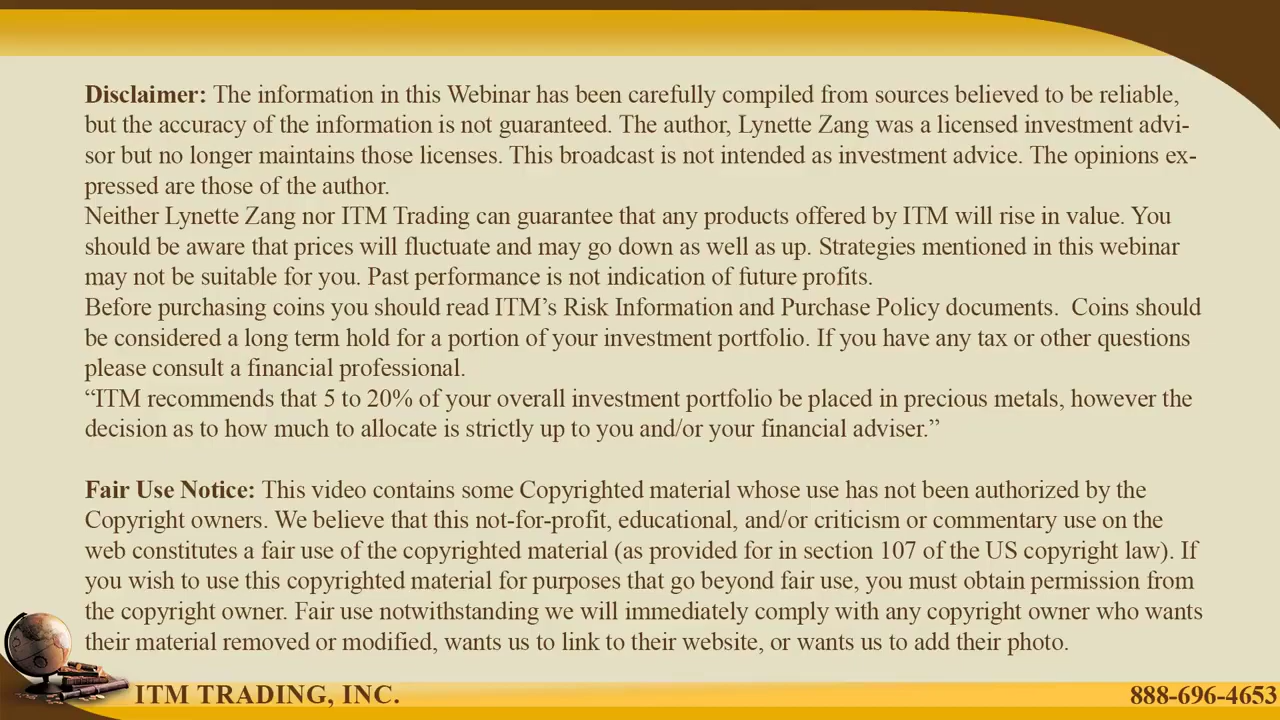 Disclaimer: The information in this Webinar has been carefully compiled from sources believed to be reliable,
but the accuracy of the information is not guaranteed. The author, Lynette Zang was a licensed investment advi-
sor but no longer maintains those licenses. This broadcast is not intended as investment advice. The opinions ex-
pressed are those of the author.
Neither Lynette Zang nor ITM Trading can guarantee that any products offered by ITM will rise in value. You
should be aware that prices will fluctuate and may go down as well as up. Strategies mentioned in this webinar
may not be suitable for you. Past performance is not indication of future profits.
Before purchasing coins you should read ITM’s Risk Information and Purchase Policy documents.  Coins should
be considered a long term hold for a portion of your investment portfolio. If you have any tax or other questions
please consult a financial professional.
“ITM recommends that 5 to 20% of your overall investment portfolio be placed in precious metals, however the
decision as to how much to allocate is strictly up to you and/or your financial adviser.”
Fair Use Notice: This video contains some Copyrighted material whose use has not been authorized by the
Copyright owners. We believe that this not-for-profit, educational, and/or criticism or commentary use on the
web constitutes a fair use of the copyrighted material (as provided for in section 107 of the US copyright law). If
you wish to use this copyrighted material for purposes that go beyond fair use, you must obtain permission from
the copyright owner. Fair use notwithstanding we will immediately comply with any copyright owner who wants
their material removed or modified, wants us to link to their website, or wants us to add their photo.
ITM TRADING, INC.
888-696-4653